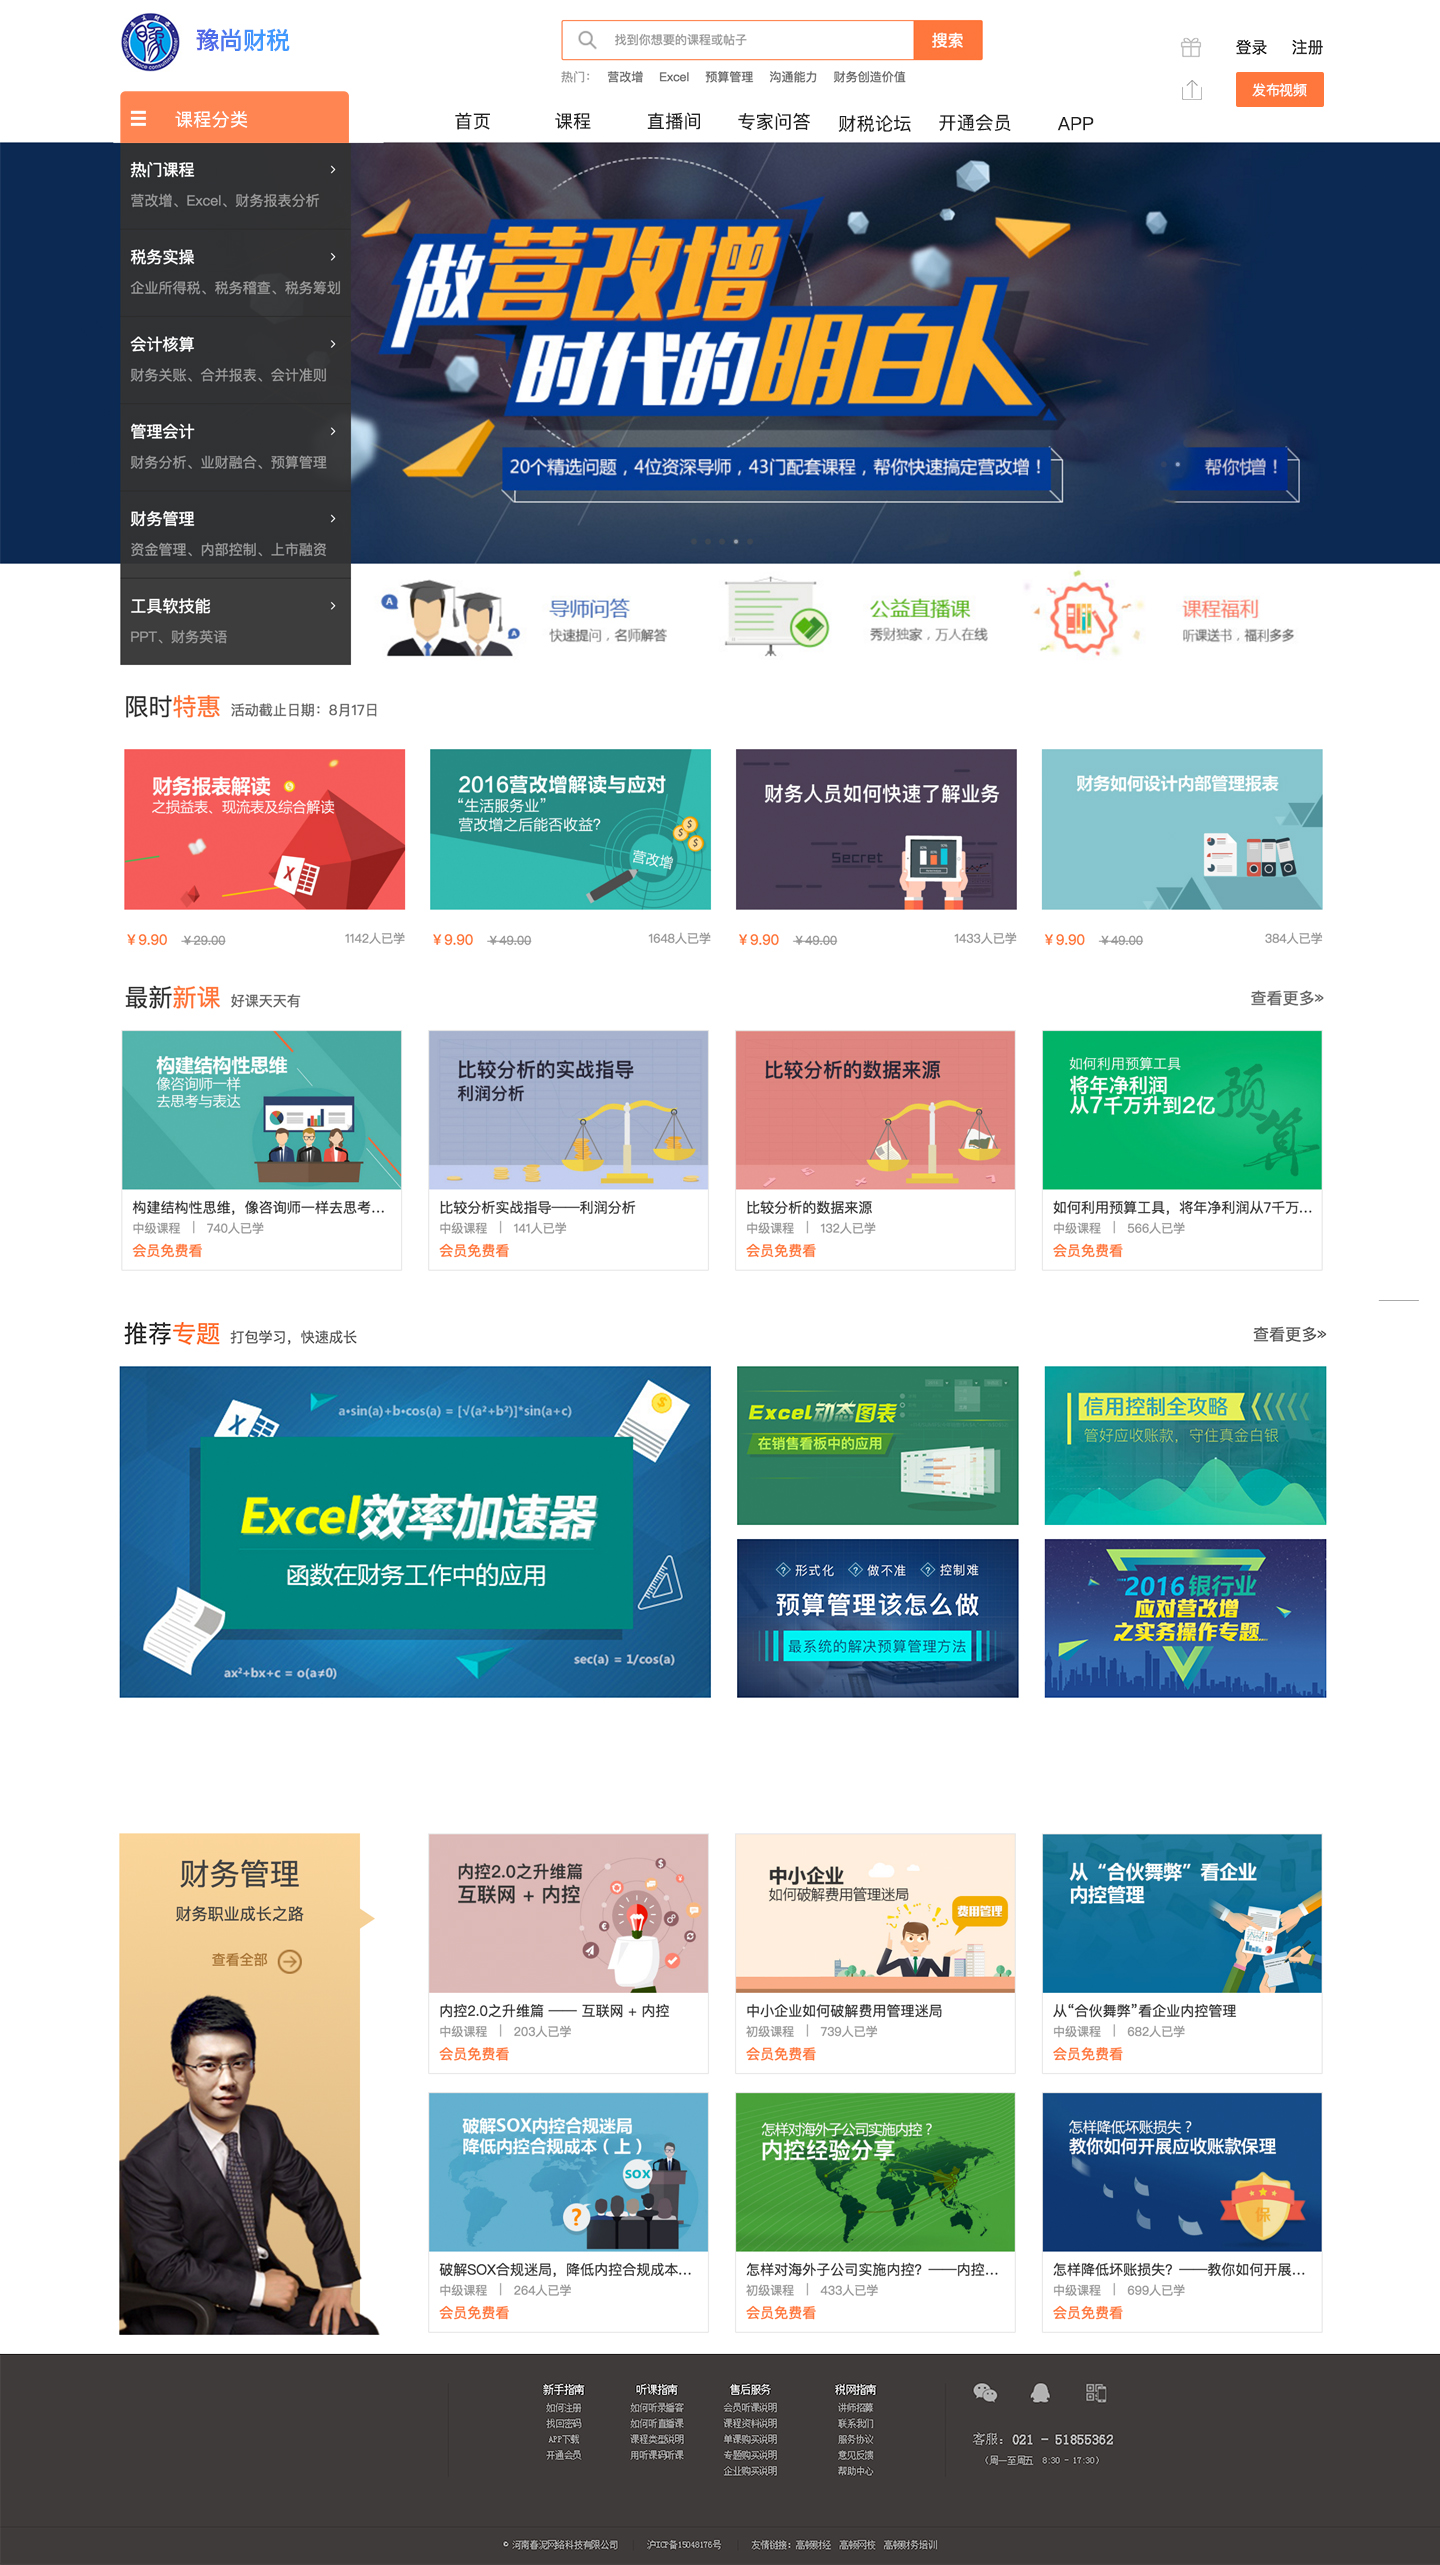 豫尚财税
找到你想要的课程或帖子
搜索
登录 注册
热门: 营改增 Excel 预算管理 沟通能力 财务创造价值
发布视频
课程分类
首页 课程 直播间 专家问答 财税论坛 开通会员 APP
热门课程
营改增、Excel、财务报表分析
税务实操
企业所得税、税务稽查、税务筹划
会计核算
财务关账、合并报表、会计准则
管理会计
财务分析、业财融合、预算管理
财务管理
资金管理、内部控制、上市融资
工具软技能
PPT、财务英语
做营改增
时代的明白人
20个精选问题，4位资深导师，43门配套课程，帮你快速搞定营改增！
帮你快增！
A
A
导师问答
快速提问，名师解答
公益直播课
秀财独家，万人在线
课程福利
听课送书，福利多多
限时特惠 活动截止日期：8月17日
财务报表解读
之损益表、现流表及综合解读
X
2016营改增解读与应对
“生活服务业”
营改增之后能否收益?
营改增
财务人员如何快速了解业务
Secret
财务如何设计内部管理报表
￥9.90 ￥29.00 1142人已学
￥9.90 ￥49.00 1648人已学
￥9.90 ￥49.00 1433人已学
￥9.90 ￥49.00 384人已学
最新新课 好课天天有
查看更多»
构建结构性思维
像咨询师一样
去思考与表达
比较分析的实战指导
利润分析
比较分析的数据来源
如何利用预算工具
将年净利润
从7千万升到2亿
预算
构建结构性思维，像咨询师一样去思考...
中级课程 | 740人已学
会员免费看
比较分析实战指导——利润分析
中级课程 | 141人已学
会员免费看
比较分析的数据来源
中级课程 | 132人已学
会员免费看
如何利用预算工具，将年净利润从7千万...
中级课程 | 566人已学
会员免费看
推荐专题 打包学习，快速成长
查看更多»
X
a•sin(a)+b•cos(a) = [√(a²+b²)]*sin(a+c)
Excel效率加速器
函数在财务工作中的应用
ax²+bx+c = o(a≠0)
sec(a) = 1/cos(a)
Excel动态图表
在销售看板中的应用
信用控制全攻略
管好应收账款，守住真金白银
? 形式化 ? 做不准 ? 控制难
预算管理该怎么做
最系统的解决预算管理方法
2016银行业
应对营改增
之实务操作专题
财务管理
财务职业成长之路
查看全部
内控2.0之升维篇
互联网 + 内控
中小企业
如何破解费用管理迷局
费用管理
从“合伙舞弊”看企业
内控管理
内控2.0之升维篇 —— 互联网 + 内控
中级课程 | 203人已学
会员免费看
中小企业如何破解费用管理迷局
初级课程 | 739人已学
会员免费看
从“合伙舞弊”看企业内控管理
中级课程 | 682人已学
会员免费看
破解SOX内控合规迷局
降低内控合规成本（上）
SOX
?
怎样对海外子公司实施内控？
内控经验分享
怎样降低坏账损失？
教你如何开展应收账款保理
保
破解SOX合规迷局，降低内控合规成本...
中级课程 | 264人已学
会员免费看
怎样对海外子公司实施内控? ——内控...
初级课程 | 433人已学
会员免费看
怎样降低坏账损失? ——教你如何开展...
中级课程 | 699人已学
会员免费看
新手指南
如何注册
找回密码
APP下载
开通会员
听课指南
如何听录播客
如何听直播课
课程类型说明
用听课码听课
售后服务
会员听课说明
课程资料说明
单课购买说明
专题购买说明
企业购买说明
税网指南
讲师招募
联系我们
服务协议
意见反馈
帮助中心
客服：021 - 51855362
（周一至周五 8:30 - 17:30）
© 河南春泥网络科技有限公司 沪ICP备15048176号 友情链接：高顿财经 高顿网校 高顿财务培训